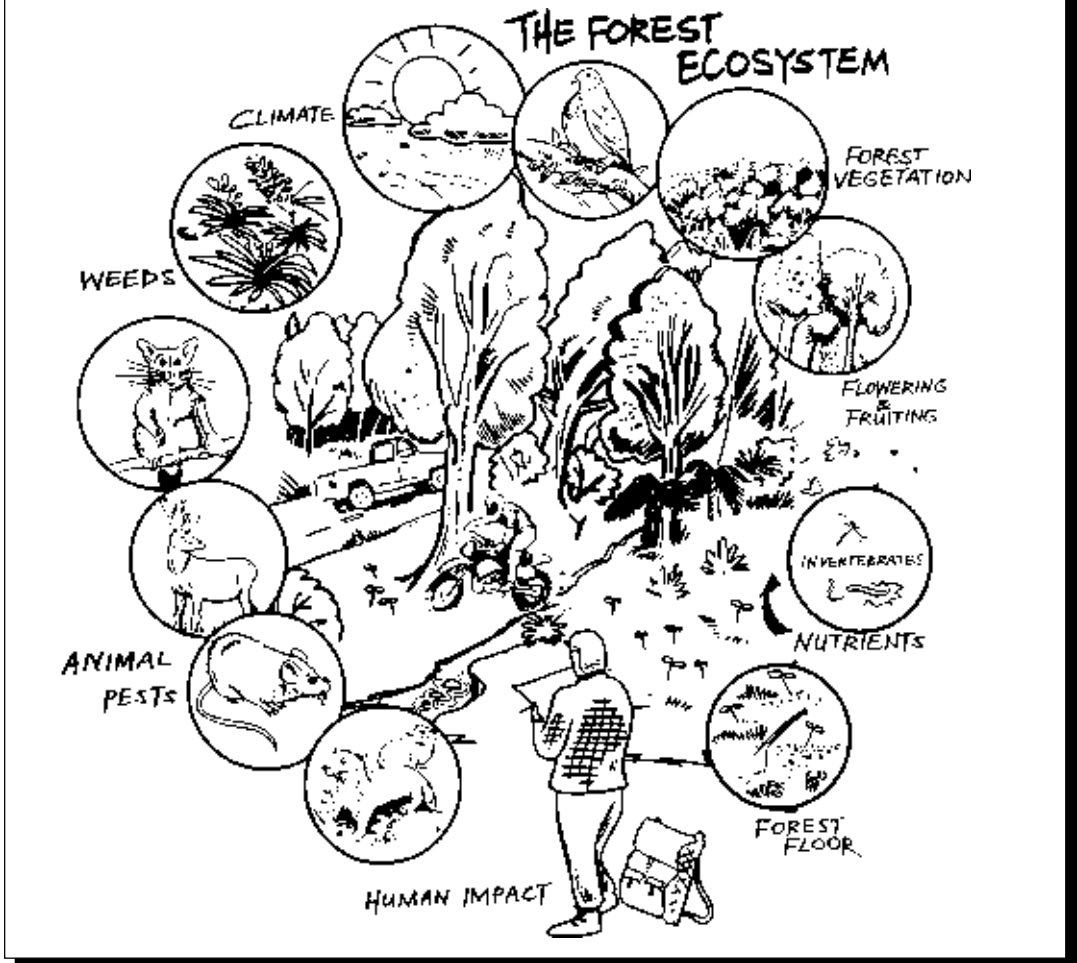 THE FOREST
ECOSYSTEM
CLIMATE
FOREST
VEGETATION
WEEDS
FLOWERING
&
FRUITING
INVERTEBRATES
NUTRIENTS
ANIMAL
PESTS
FOREST
FLOOR
HUMAN IMPACT